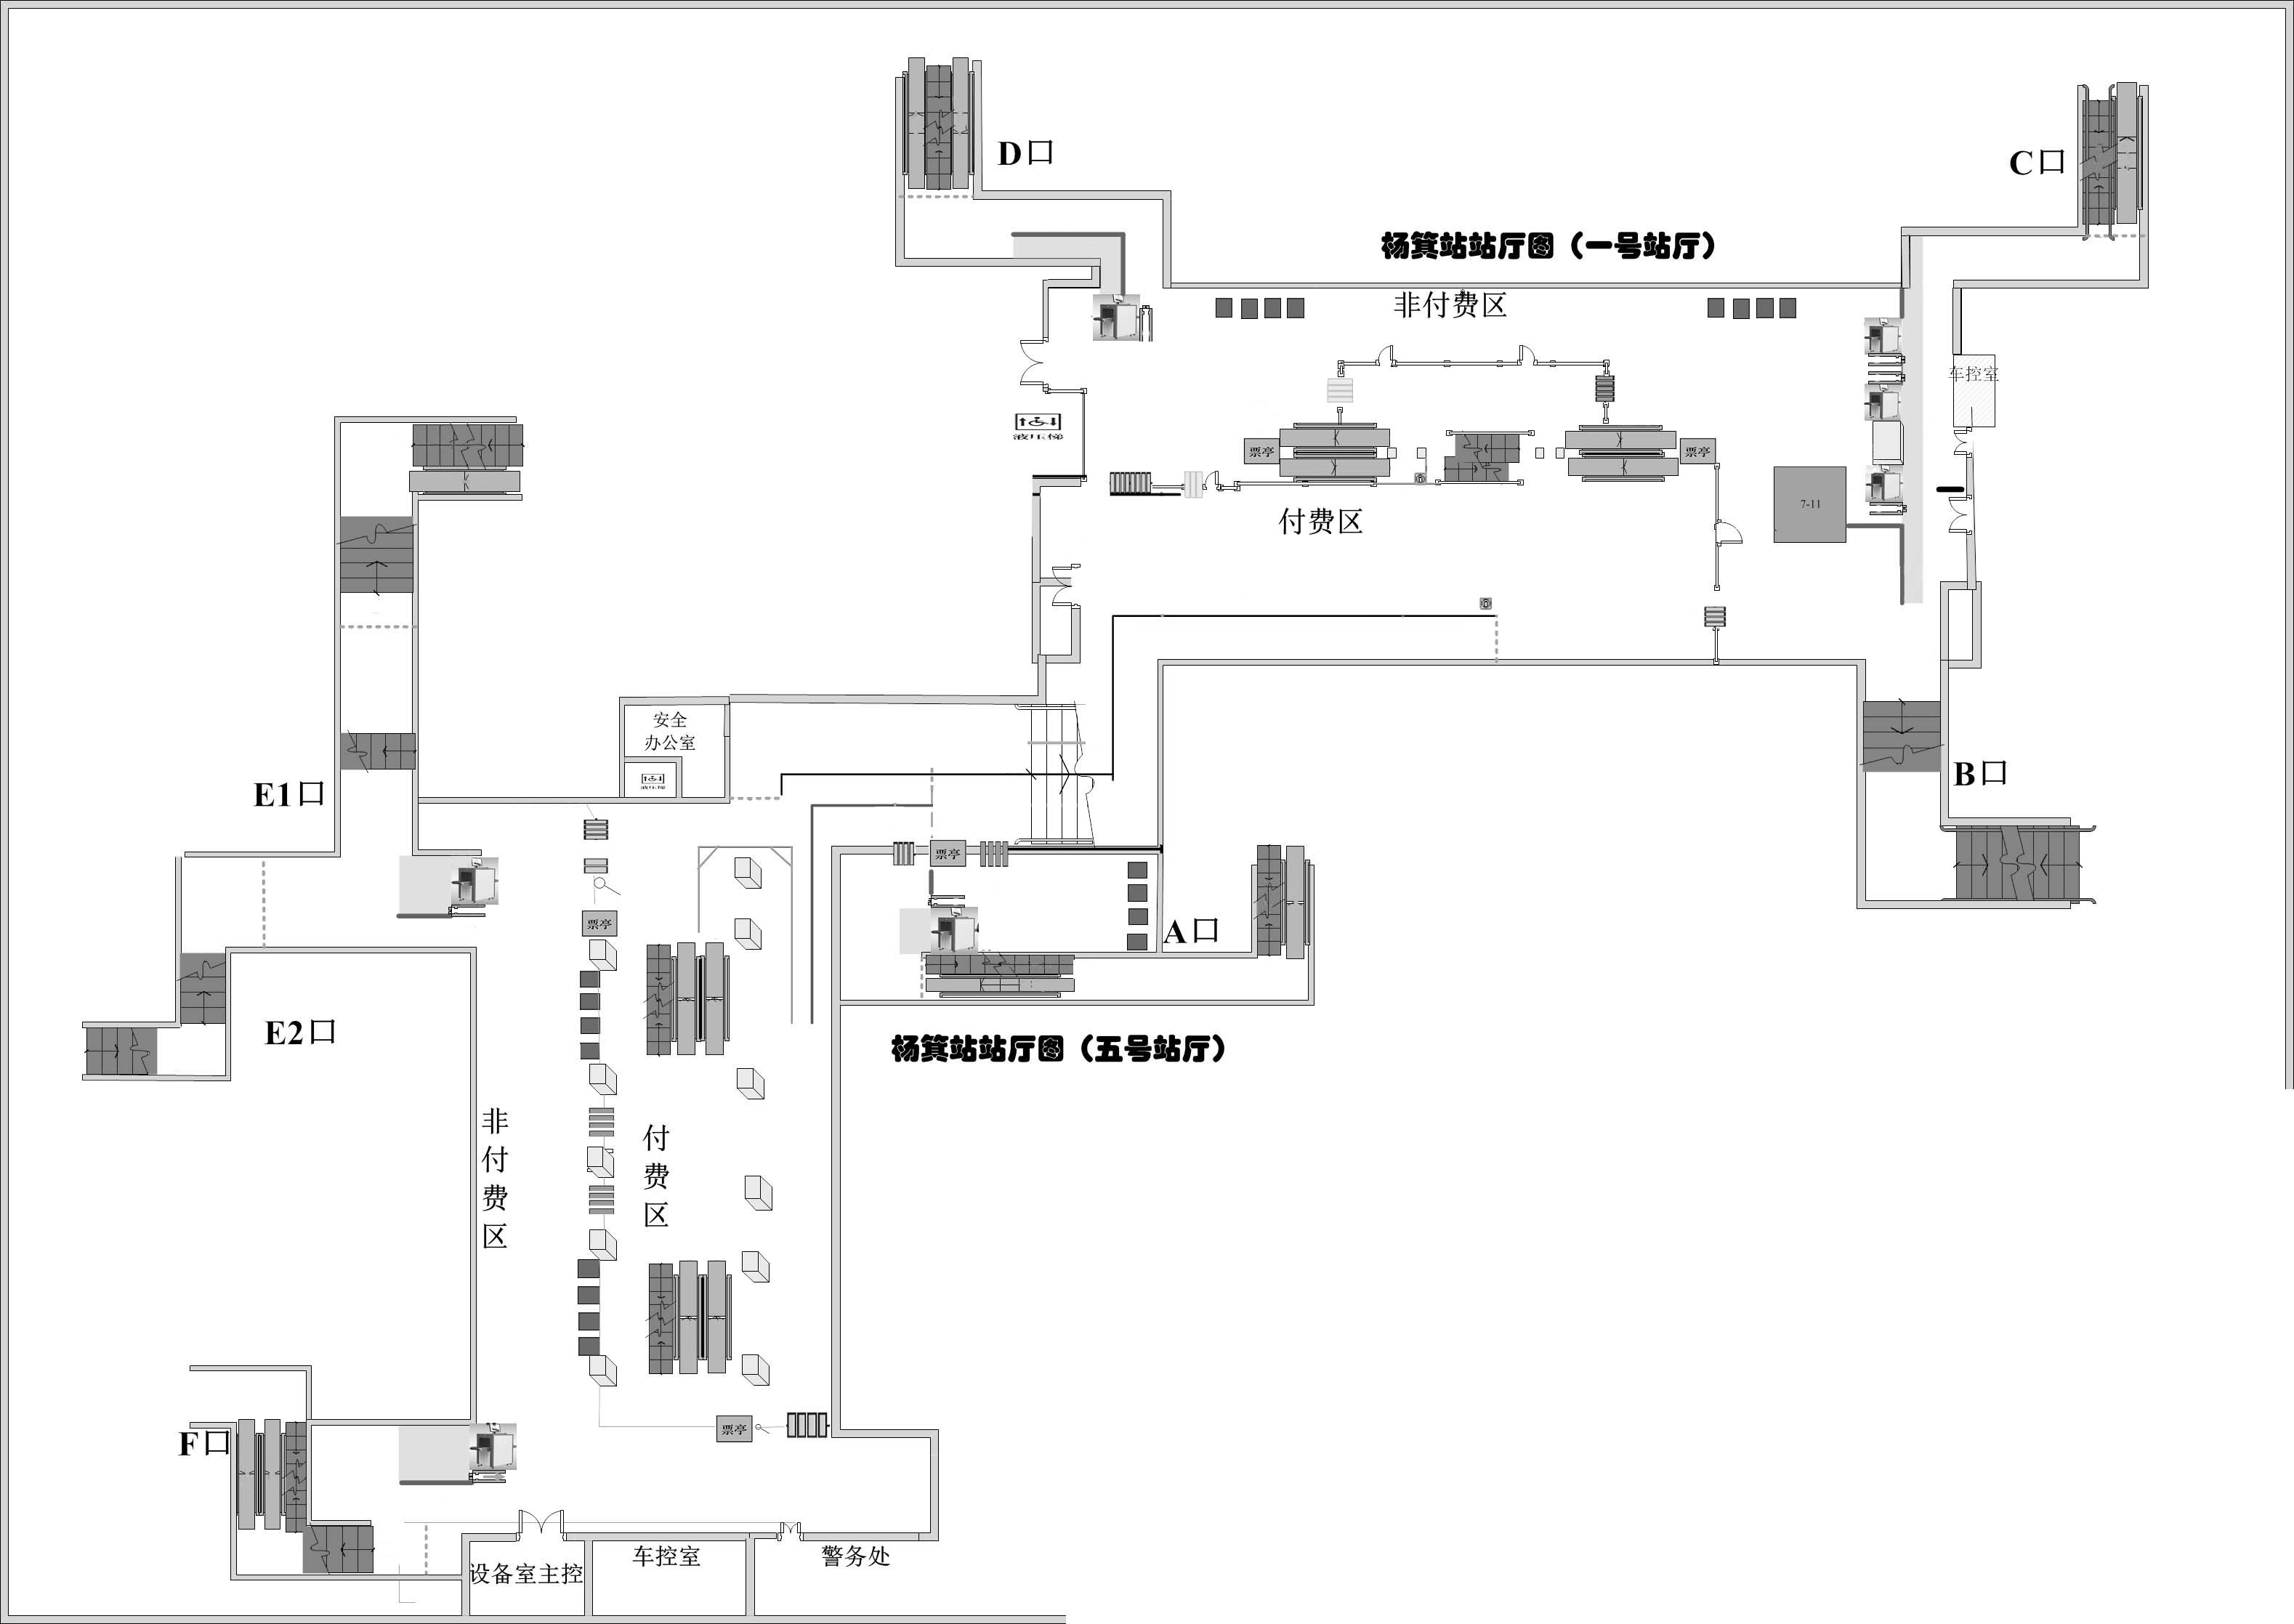 D口
C口
杨箕站站厅图（一号站厅）
非付费区
车控室
液压梯
票亭
票亭
7-11
付费区
安全
办公室
液压梯
E1口
B口
票亭
票亭
A口
E2口
杨箕站站厅图（五号站厅）
非
付
费
区
付
费
区
F口
票亭
设备室主控
车控室
警务处